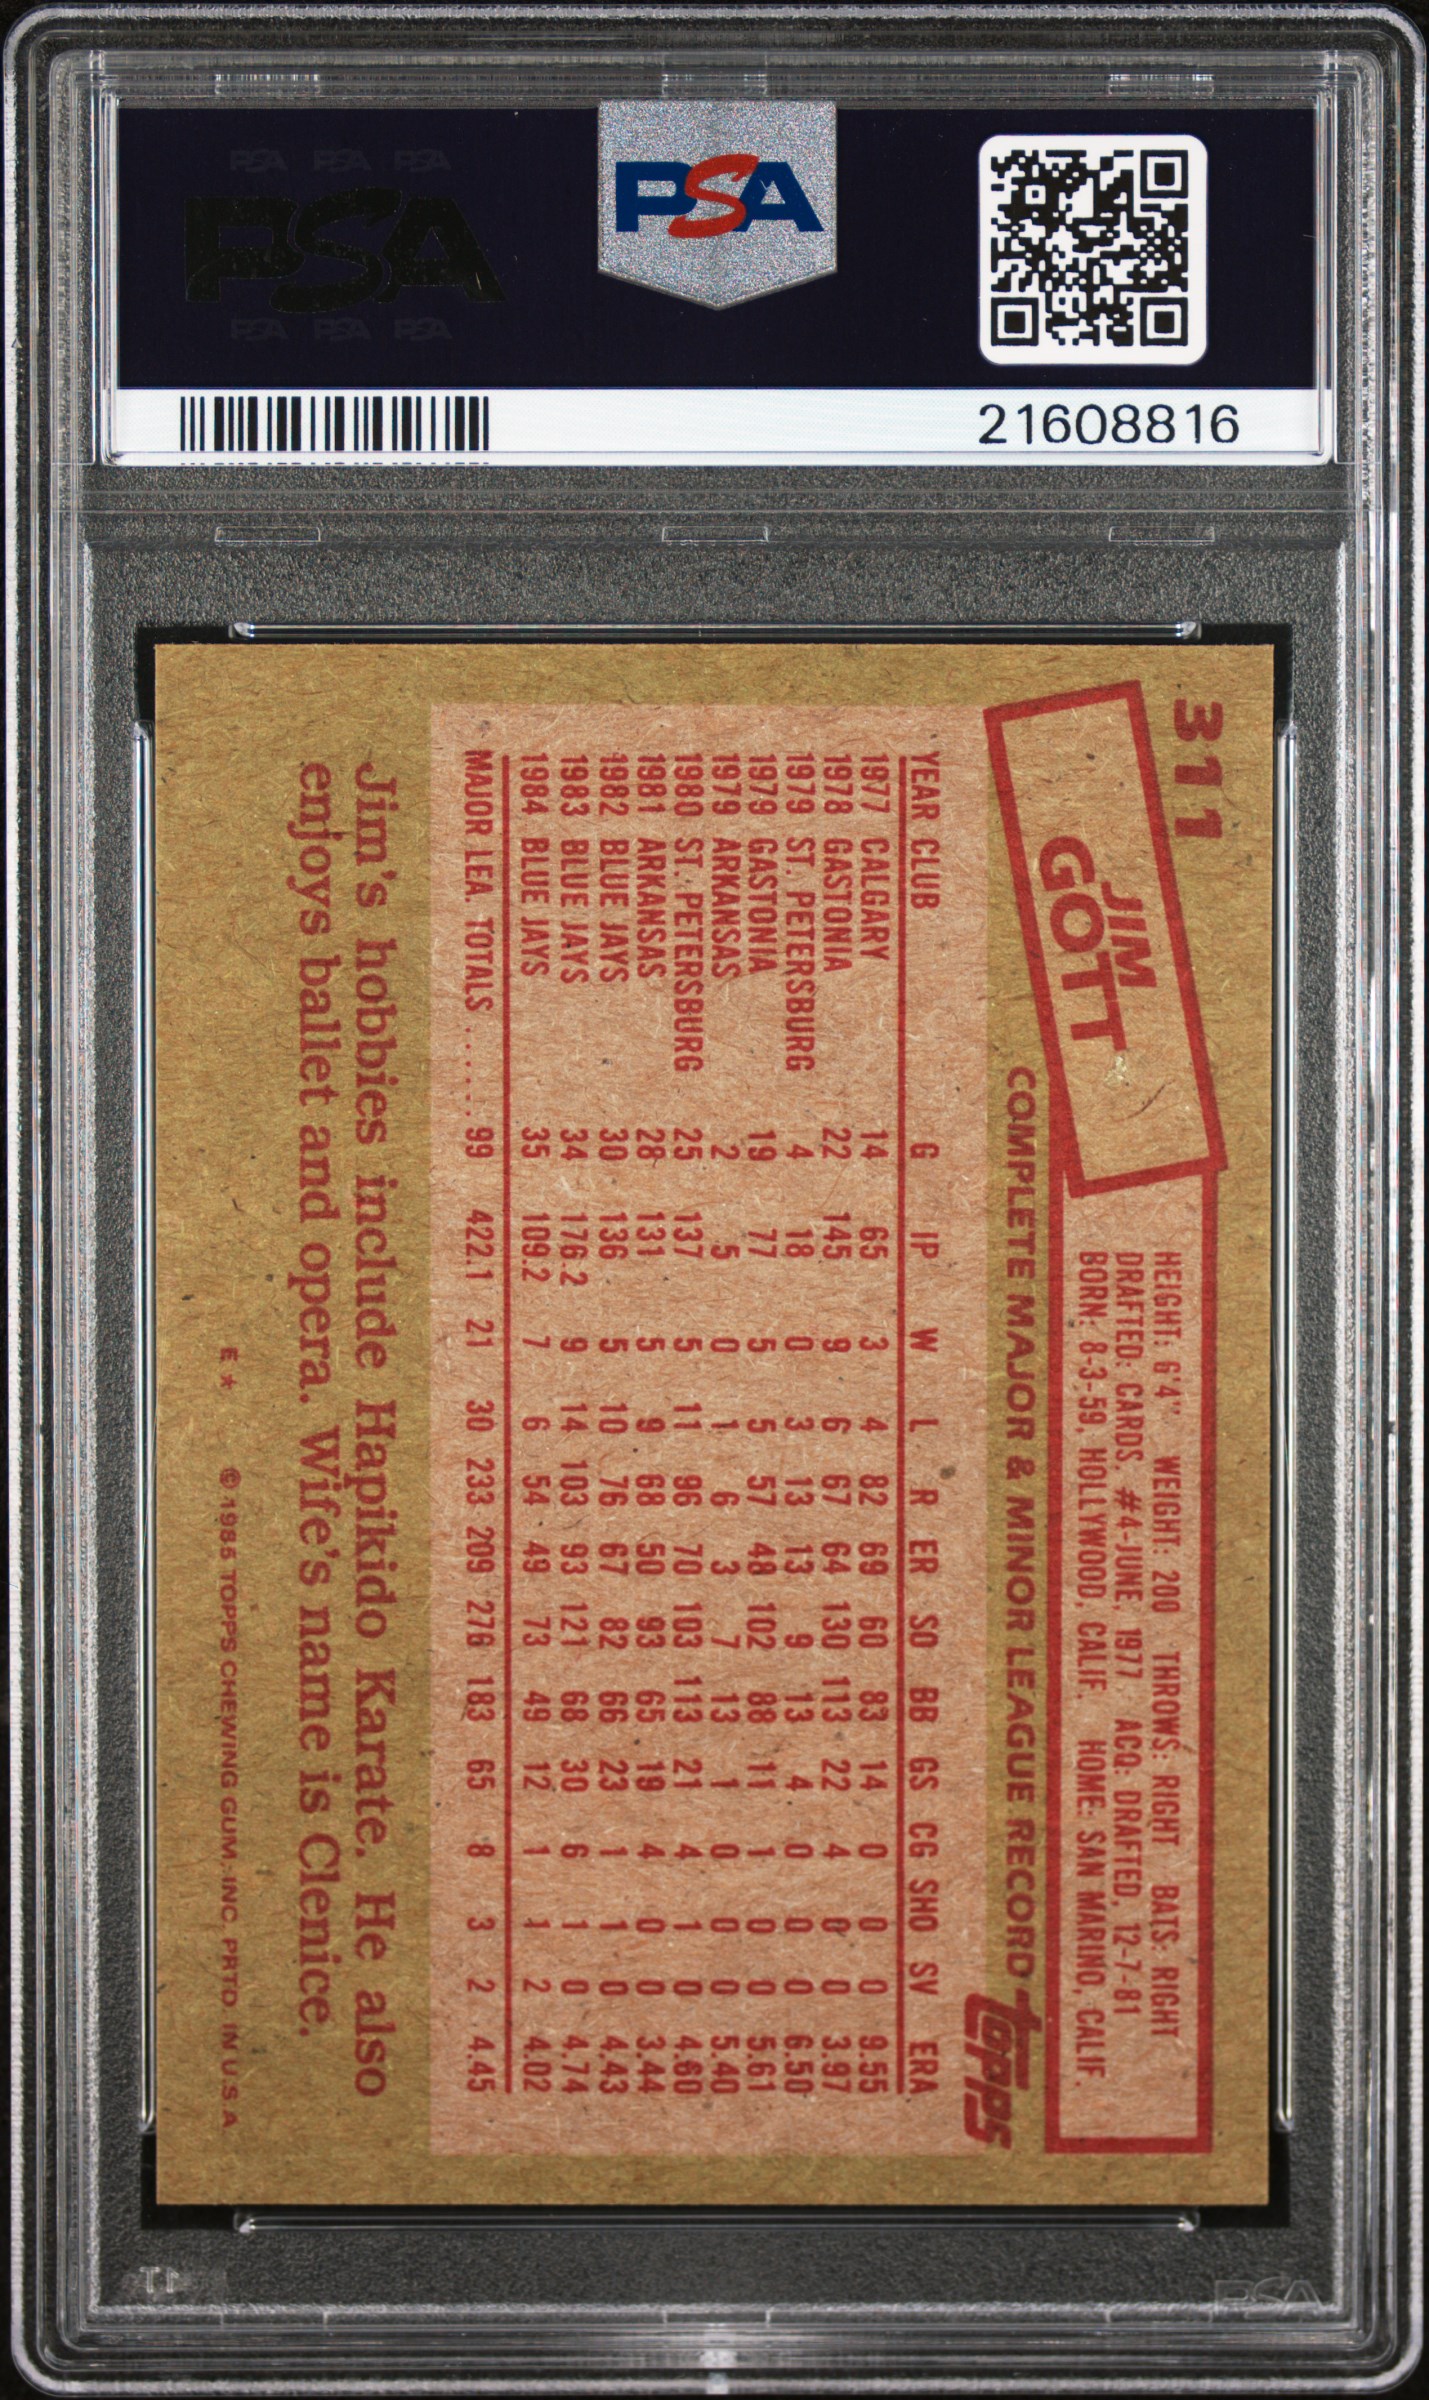 PSA PSA PSA
PSA
PSA PSA PSA
PSA
21608816
311
JIM
GOTT
HEIGHT: 6'4" WEIGHT: 200 THROWS: RIGHT BATS: RIGHT
DRAFTED: CARDS, #4-JUNE, 1977 ACQ: DRAFTED, 12-7-81
BORN: 8-3-59, HOLLYWOOD, CALIF. HOME: SAN MARINO, CALIF.
COMPLETE MAJOR & MINOR LEAGUE RECORD
topps
YEAR CLUB G IP W L R ER SO BB GS CG SHO SV ERA
1977 CALGARY 14 65 3 4 82 69 60 83 14 0 0 0 9.55
1978 GASTONIA 22 145 9 6 67 64 130 113 22 4 0 0 3.97
1979 ST. PETERSBURG 4 18 0 3 13 13 9 13 4 0 0 0 6.50
1979 GASTONIA 19 77 5 5 57 48 102 88 11 1 0 0 5.61
1979 ARKANSAS 2 5 0 1 6 3 7 13 1 0 0 0 5.40
1980 ST. PETERSBURG 25 137 5 11 96 70 103 113 21 4 1 0 4.60
1981 ARKANSAS 28 131 5 9 68 50 93 65 19 4 0 0 3.44
1982 BLUE JAYS 30 136 5 10 76 67 82 66 23 1 1 0 4.43
1983 BLUE JAYS 34 176.2 9 14 103 93 121 68 30 6 1 0 4.74
1984 BLUE JAYS 35 109.2 7 6 54 49 73 49 12 1 1 2 4.02
MAJOR LEA. TOTALS ...... 99 422.1 21 30 233 209 276 183 65 8 3 2 4.45
Jim's hobbies include Hapikido Karate. He also
enjoys ballet and opera. Wife's name is Clenice.
E* © 1985 TOPPS CHEWING GUM, INC. PRTD. IN U.S.A.
PSA